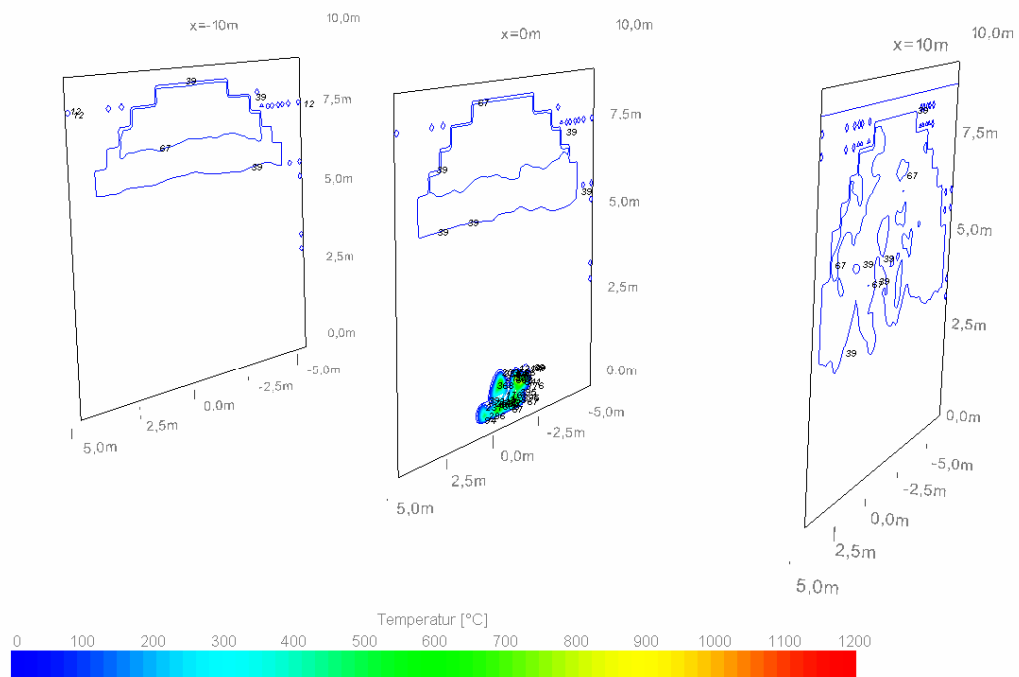 x=-10m
10,0m
39
39
12
12
12
7,5m
67
39
5,0m
2,5m
0,0m
-5,0m
-2,5m
0,0m
2,5m
5,0m
x=0m
10,0m
67
7,5m
39
39
39
5,0m
39
39
2,5m
0,0m
-5,0m
-2,5m
0,0m
2,5m
5,0m
x=10m
10,0m
39
7,5m
67
5,0m
67
39
39
39
2,5m
39
0,0m
-5,0m
-2,5m
0,0m
2,5m
5,0m
Temperatur [°C]
0 100 200 300 400 500 600 700 800 900 1000 1100 1200